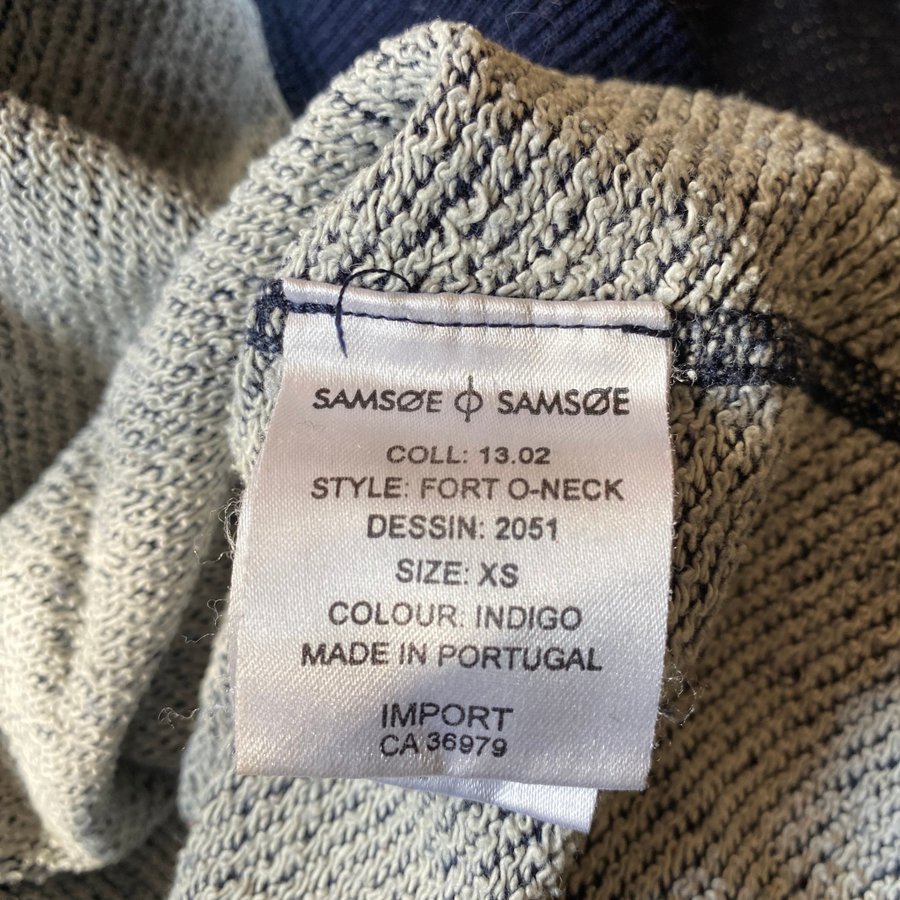 SAMSØE ϕ SAMSØE
COLL: 13.02
STYLE: FORT O-NECK
DESSIN: 2051
SIZE: XS
COLOUR: INDIGO
MADE IN PORTUGAL
IMPORT
CA 36979